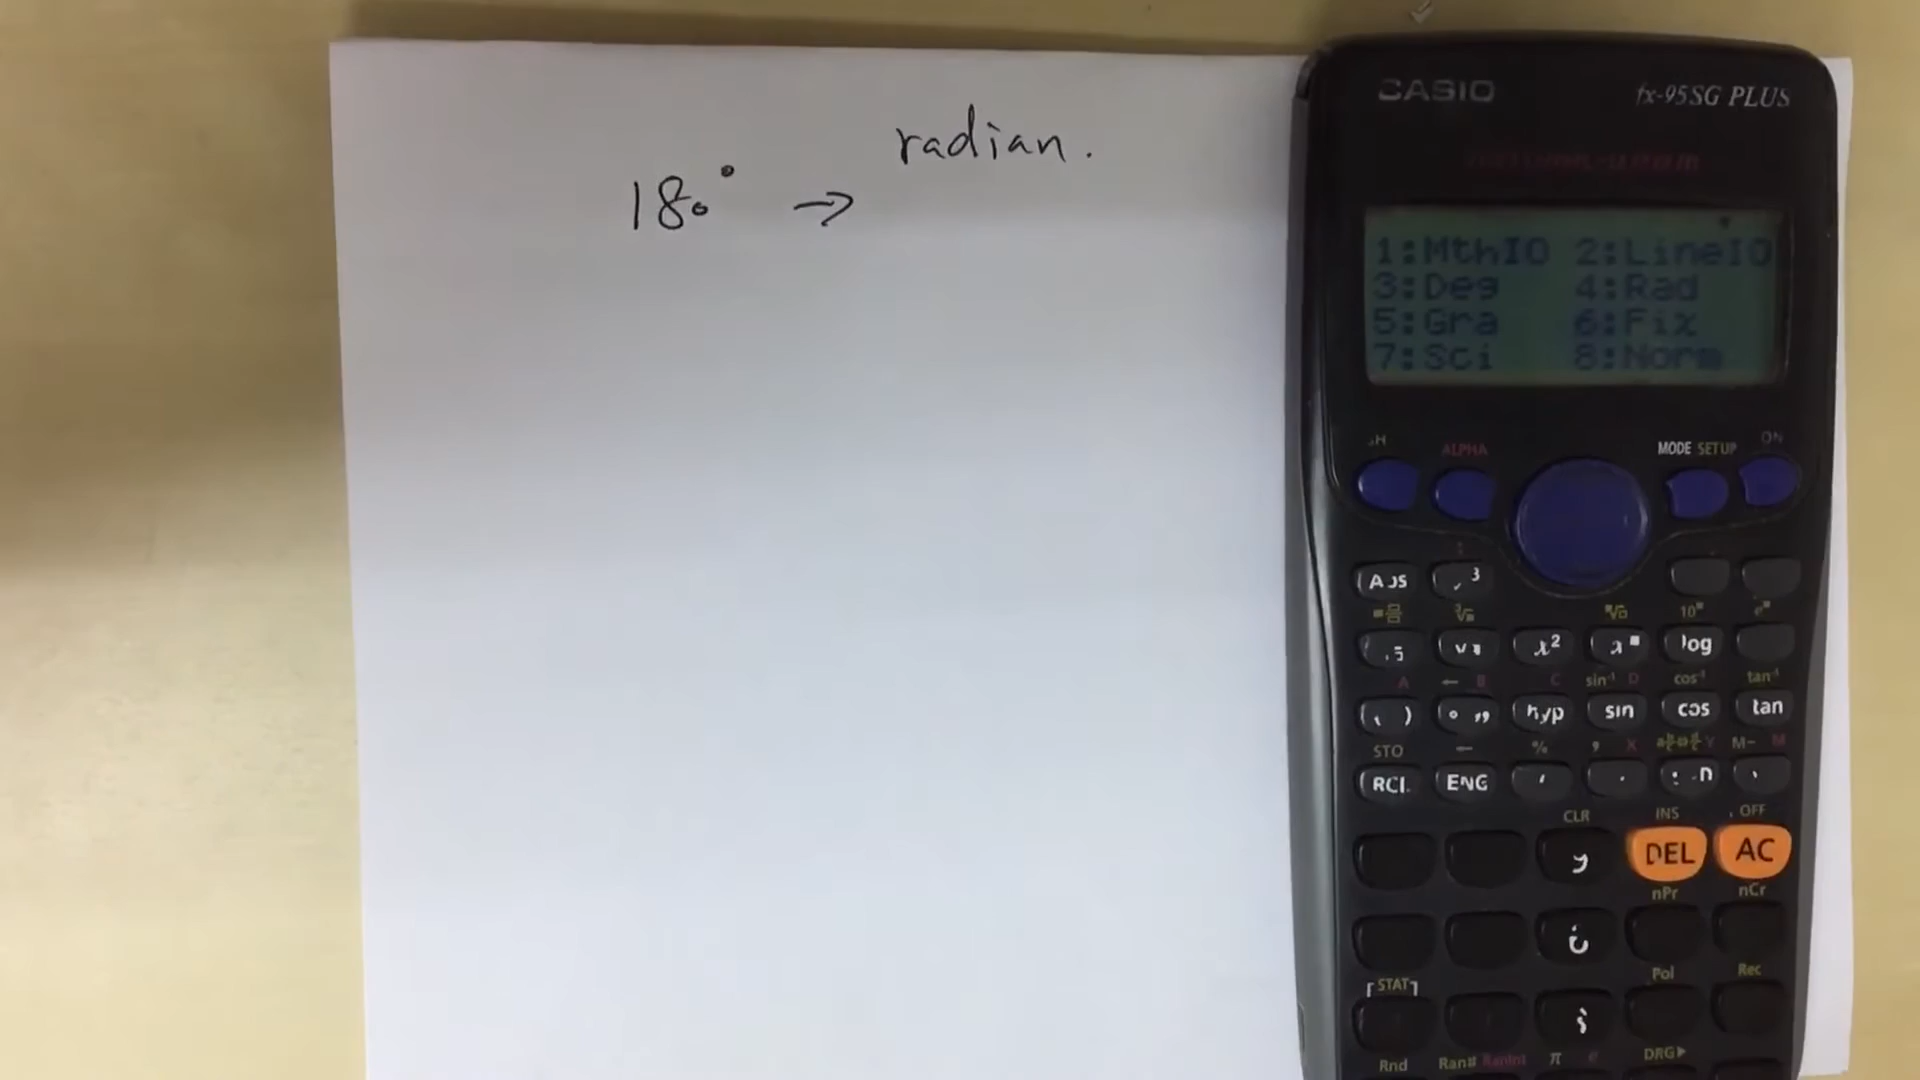 radian.
180° →
CASIO
fx-95SG PLUS
1:MthIO 2:LineIO
3:Deg 4:Rad
5:Gra 6:Fix
7:Sci 8:Norm
ALPHA MODE SETUP ON
10■ e■
x² log
A ← B C sin⁻¹ D cos⁻¹ tan⁻¹
hyp sin cos tan
STO ← % , X Y M- M
RCL ENG
CLR INS OFF
DEL AC
nPr nCr
STAT Pol Rec
Rnd Ran# RanInt π e DRG▶